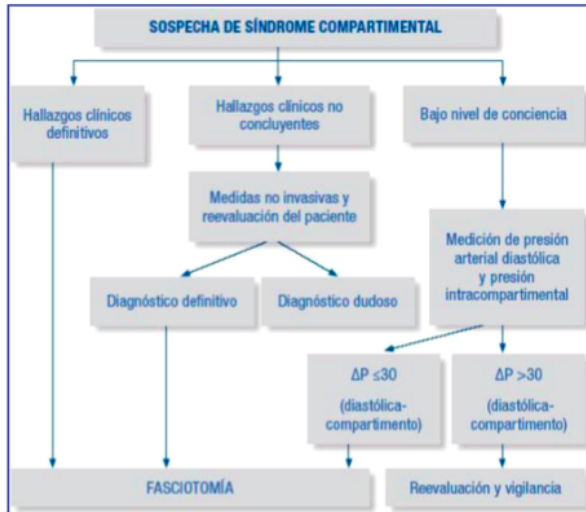 SOSPECHA DE SÍNDROME COMPARTIMENTAL
Hallazgos clínicos
definitivos
Hallazgos clínicos no
concluyentes
Bajo nivel de conciencia
Medidas no invasivas y
reevaluación del paciente
Medición de presión
arterial diastólica
y presión
intracompartimental
Diagnóstico definitivo
Diagnóstico dudoso
ΔP ≤30
(diastólica-
compartimento)
ΔP >30
(diastólica-
compartimento)
FASCIOTOMÍA
Reevaluación y vigilancia